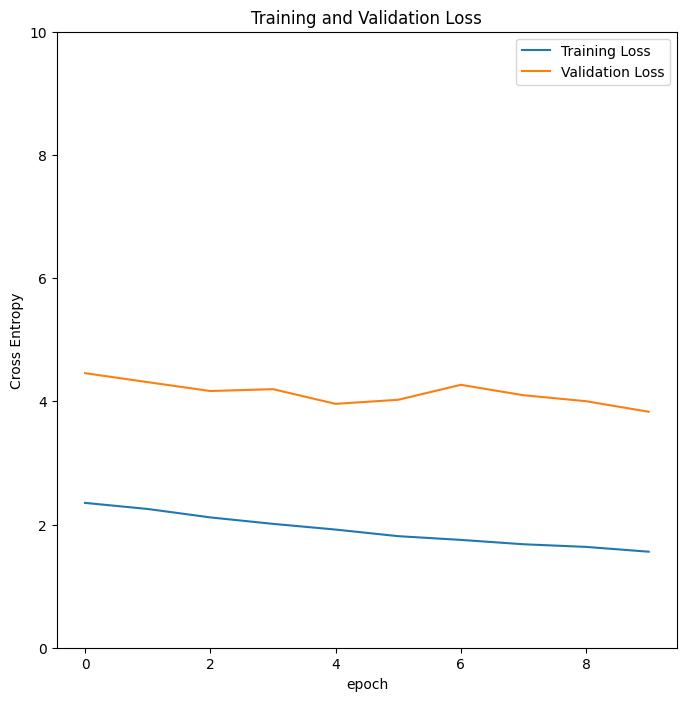 Training and Validation Loss
Training Loss
Validation Loss
Cross Entropy
10
8
6
4
2
0
0 2 4 6 8
epoch